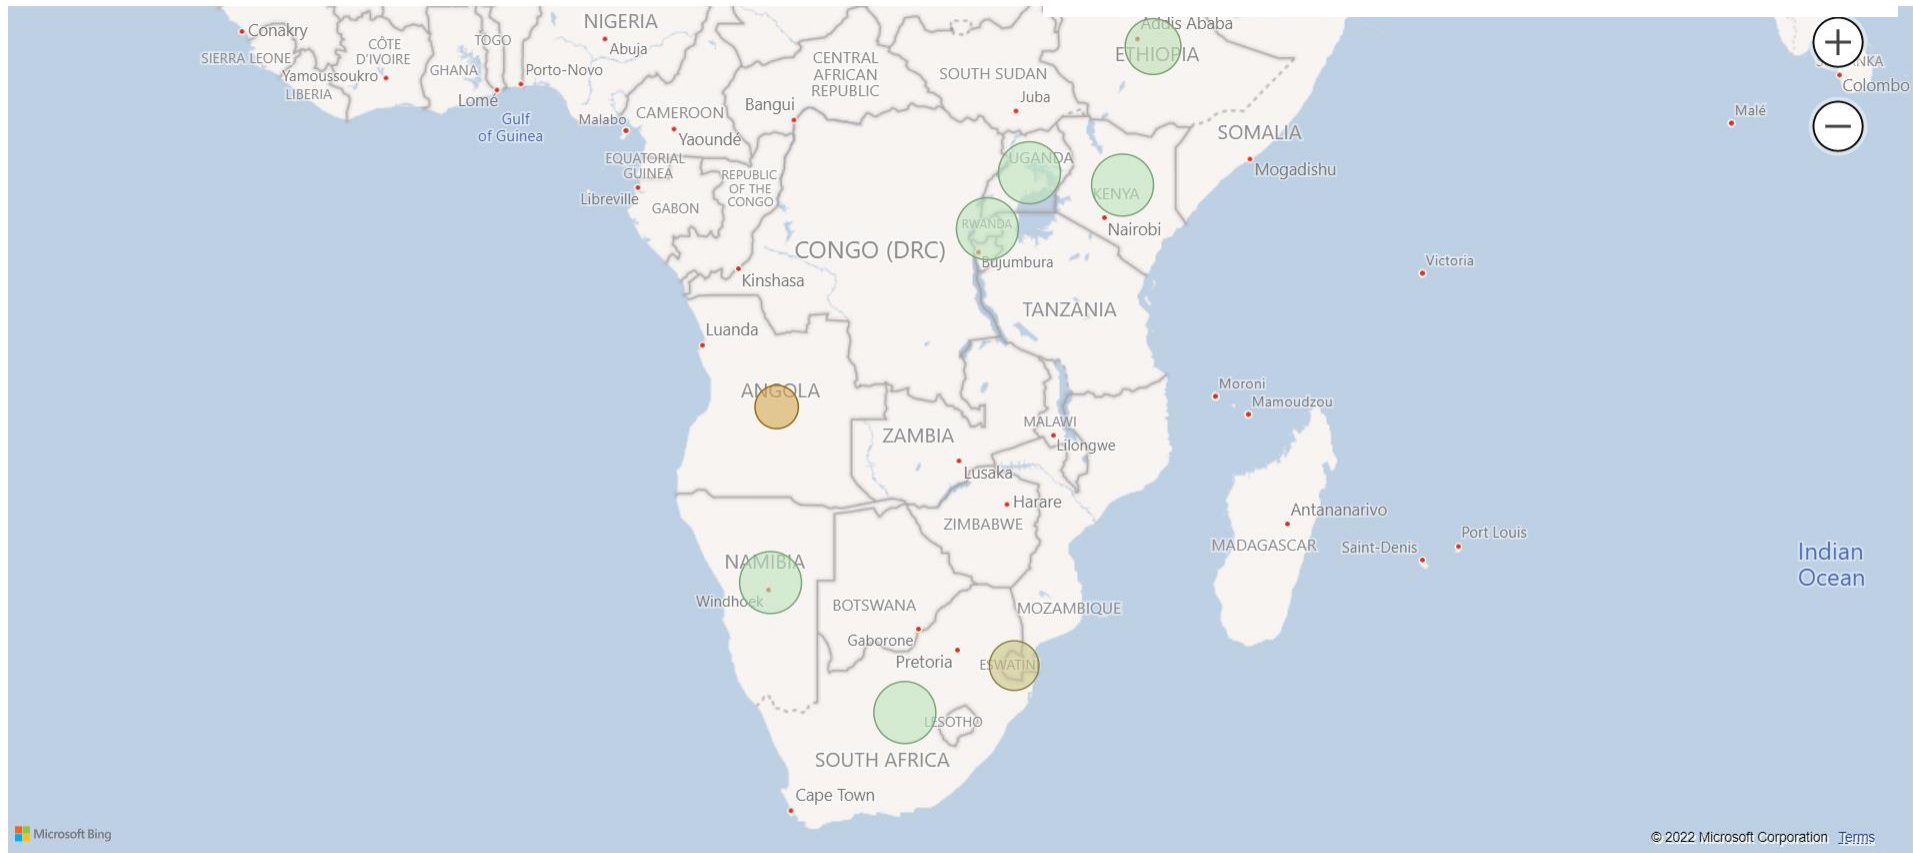 Conakry
SIERRA LEONE
CÔTE
D'IVOIRE
Yamoussoukro
LIBERIA
TOGO
GHANA
Lomé
Porto-Novo
NIGERIA
Abuja
Gulf
of Guinea
Malabo
CAMEROON
Yaoundé
EQUATORIAL
GUINEA
Libreville
GABON
REPUBLIC
OF THE
CONGO
CENTRAL
AFRICAN
REPUBLIC
Bangui
SOUTH SUDAN
Juba
Addis Ababa
ETHIOPIA
SOMALIA
Mogadishu
UGANDA
KENYA
Nairobi
RWANDA
Bujumbura
CONGO (DRC)
Kinshasa
TANZANIA
Luanda
ANGOLA
ZAMBIA
Lusaka
MALAWI
Lilongwe
Harare
ZIMBABWE
NAMIBIA
Windhoek
BOTSWANA
Gaborone
Pretoria
MOZAMBIQUE
ESWATINI
LESOTHO
SOUTH AFRICA
Cape Town
Moroni
Mamoudzou
Antananarivo
MADAGASCAR
Saint-Denis
Port Louis
Victoria
Malé
Colombo
Indian
Ocean
Microsoft Bing
© 2022 Microsoft Corporation Terms